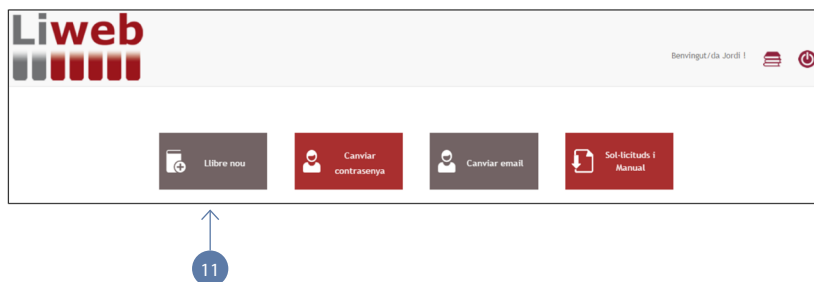 Liweb
Benvingut/da Jordi !
Llibre nou
Canviar
contrasenya
Canviar email
Sol·licituds i
Manual
11